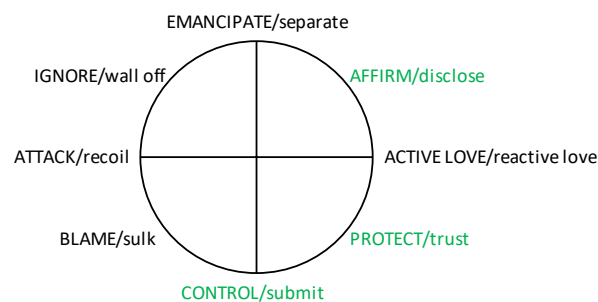 EMANCIPATE/separate
IGNORE/wall off
AFFIRM/disclose
ATTACK/recoil
ACTIVE LOVE/reactive love
BLAME/sulk
PROTECT/trust
CONTROL/submit